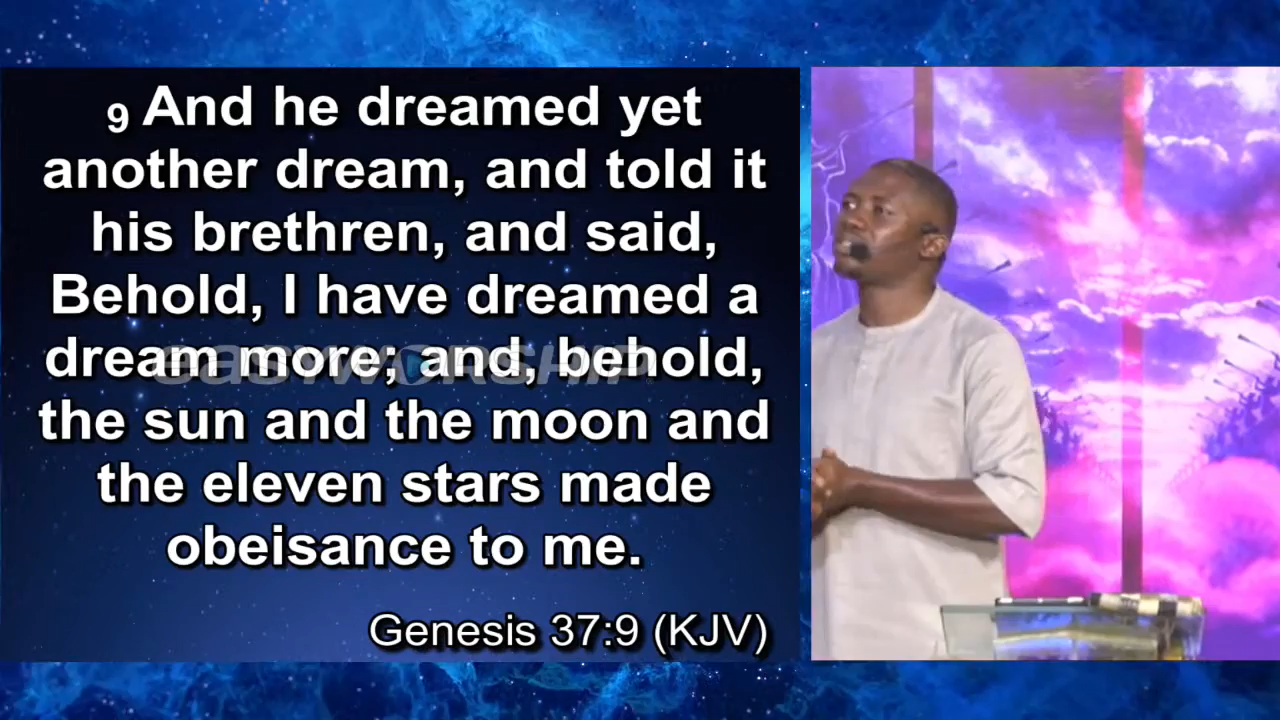 9 And he dreamed yet
another dream, and told it
his brethren, and said,
Behold, I have dreamed a
dream more; and, behold,
the sun and the moon and
the eleven stars made
obeisance to me.
Genesis 37:9 (KJV)
easyworship